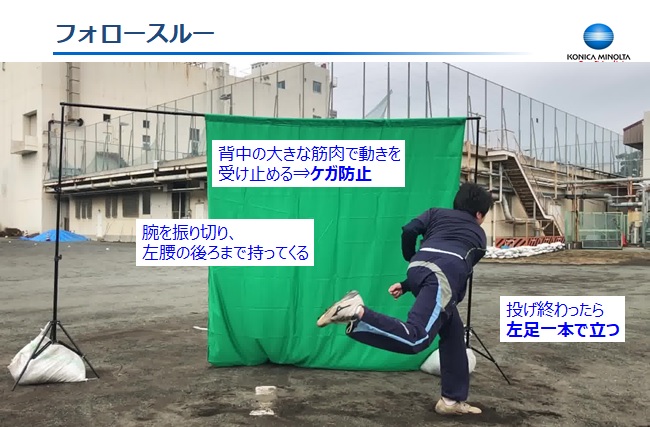 フォロースルー
KONICA MINOLTA
背中の大きな筋肉で動きを
受け止める⇒ケガ防止
腕を振り切り、
左腰の後ろまで持ってくる
投げ終わったら
左足一本で立つ